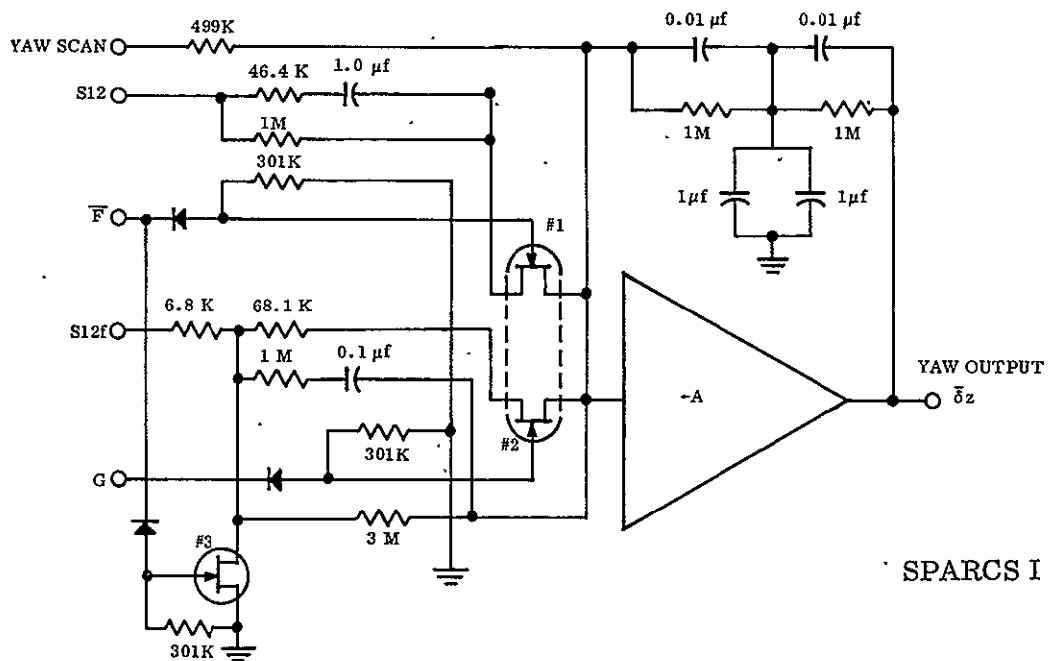 0.01 μf 0.01 μf
499K
YAW SCAN
46.4 K 1.0 μf
S12
1M
1M 1M
301K
1μf 1μf
F̅
#1
6.8 K 68.1 K
S12f
1 M 0.1 μf
YAW OUTPUT
-A
δ̅z
#2
301K
G
3 M
#3
SPARCS I
301K